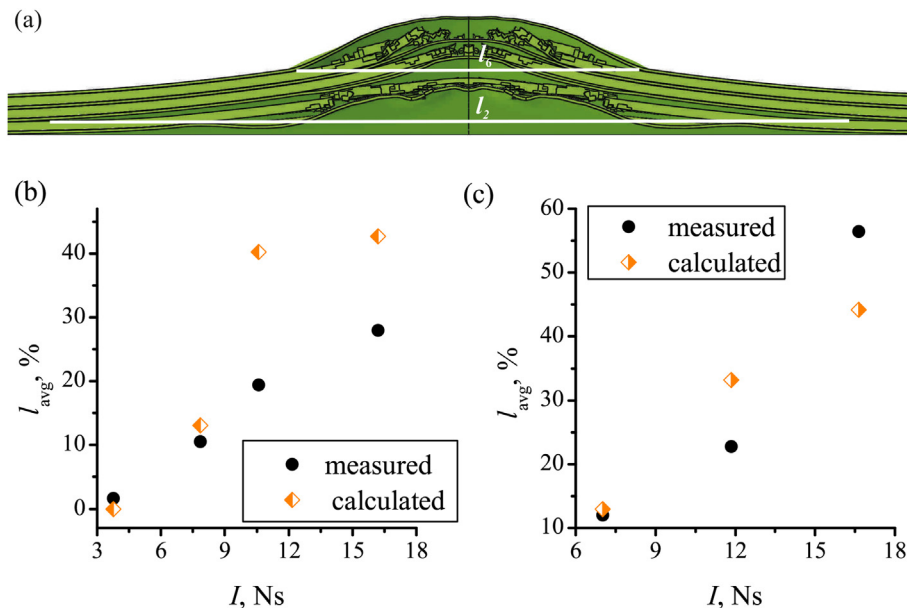 (a)
l6
l2
(b)
(c)
measured
calculated
40
30
20
10
0
lavg, %
measured
calculated
3 6 9 12 15 18
I, Ns
60
50
40
30
20
10
lavg, %
6 9 12 15 18
I, Ns